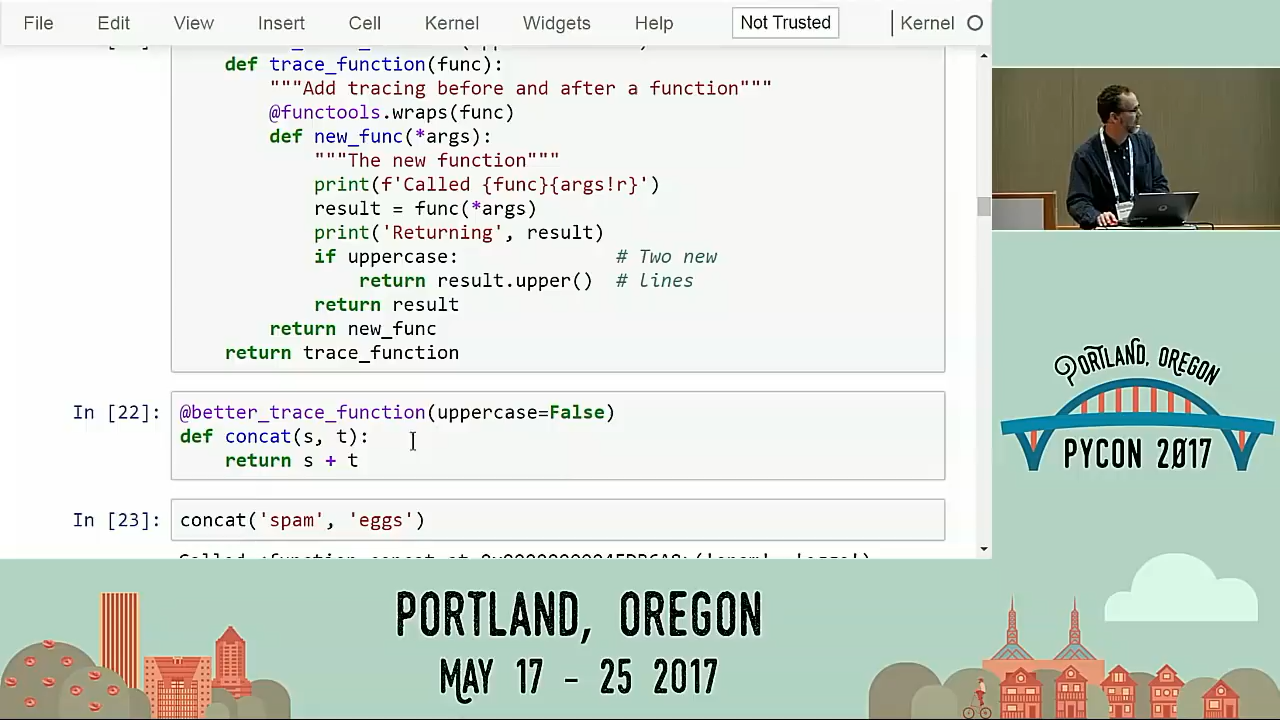 File Edit View Insert Cell Kernel Widgets Help Not Trusted Kernel
def trace_function(func):
"""Add tracing before and after a function"""
@functools.wraps(func)
def new_func(*args):
"""The new function"""
print(f'Called {func}{args!r}')
result = func(*args)
print('Returning', result)
if uppercase: # Two new
return result.upper() # lines
return result
return new_func
return trace_function
In [22]: @better_trace_function(uppercase=False)
def concat(s, t):
return s + t
In [23]: concat('spam', 'eggs')
PORTLAND, OREGON
PYCON 2017
PORTLAND, OREGON
MAY 17 - 25 2017